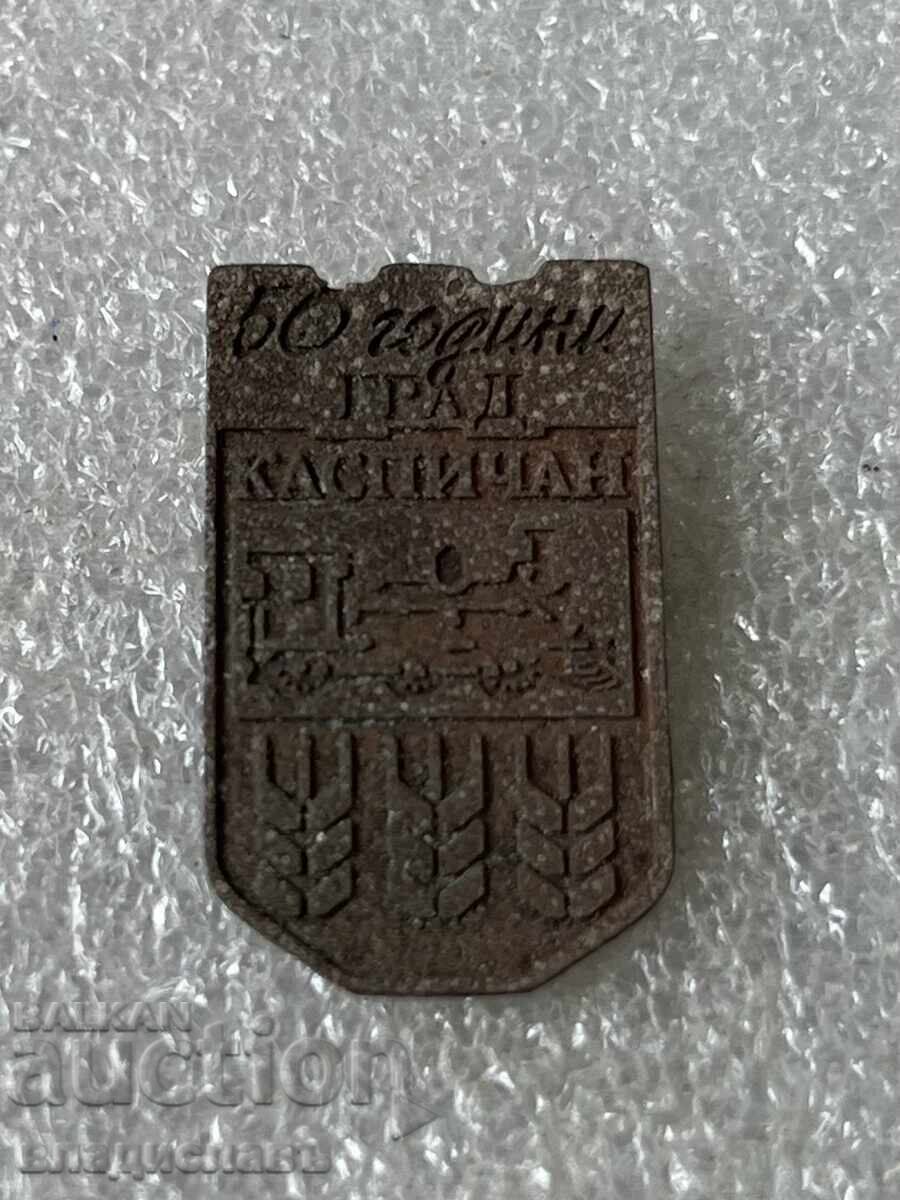 60 години
ГРАД
КАСПИЧАН
BALKAN
auction
Владиславъ